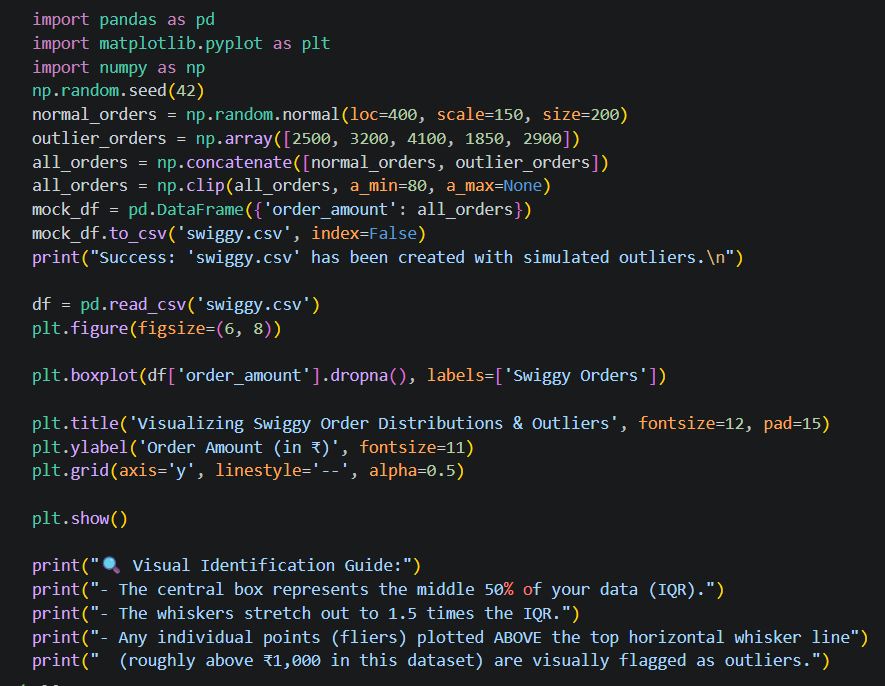 import pandas as pd
import matplotlib.pyplot as plt
import numpy as np
np.random.seed(42)
normal_orders = np.random.normal(loc=400, scale=150, size=200)
outlier_orders = np.array([2500, 3200, 4100, 1850, 2900])
all_orders = np.concatenate([normal_orders, outlier_orders])
all_orders = np.clip(all_orders, a_min=80, a_max=None)
mock_df = pd.DataFrame({'order_amount': all_orders})
mock_df.to_csv('swiggy.csv', index=False)
print("Success: 'swiggy.csv' has been created with simulated outliers.\n")
df = pd.read_csv('swiggy.csv')
plt.figure(figsize=(6, 8))
plt.boxplot(df['order_amount'].dropna(), labels=['Swiggy Orders'])
plt.title('Visualizing Swiggy Order Distributions & Outliers', fontsize=12, pad=15)
plt.ylabel('Order Amount (in ₹)', fontsize=11)
plt.grid(axis='y', linestyle='--', alpha=0.5)
plt.show()
print("🔍 Visual Identification Guide:")
print("- The central box represents the middle 50% of your data (IQR).")
print("- The whiskers stretch out to 1.5 times the IQR.")
print("- Any individual points (fliers) plotted ABOVE the top horizontal whisker line")
print("  (roughly above ₹1,000 in this dataset) are visually flagged as outliers.")